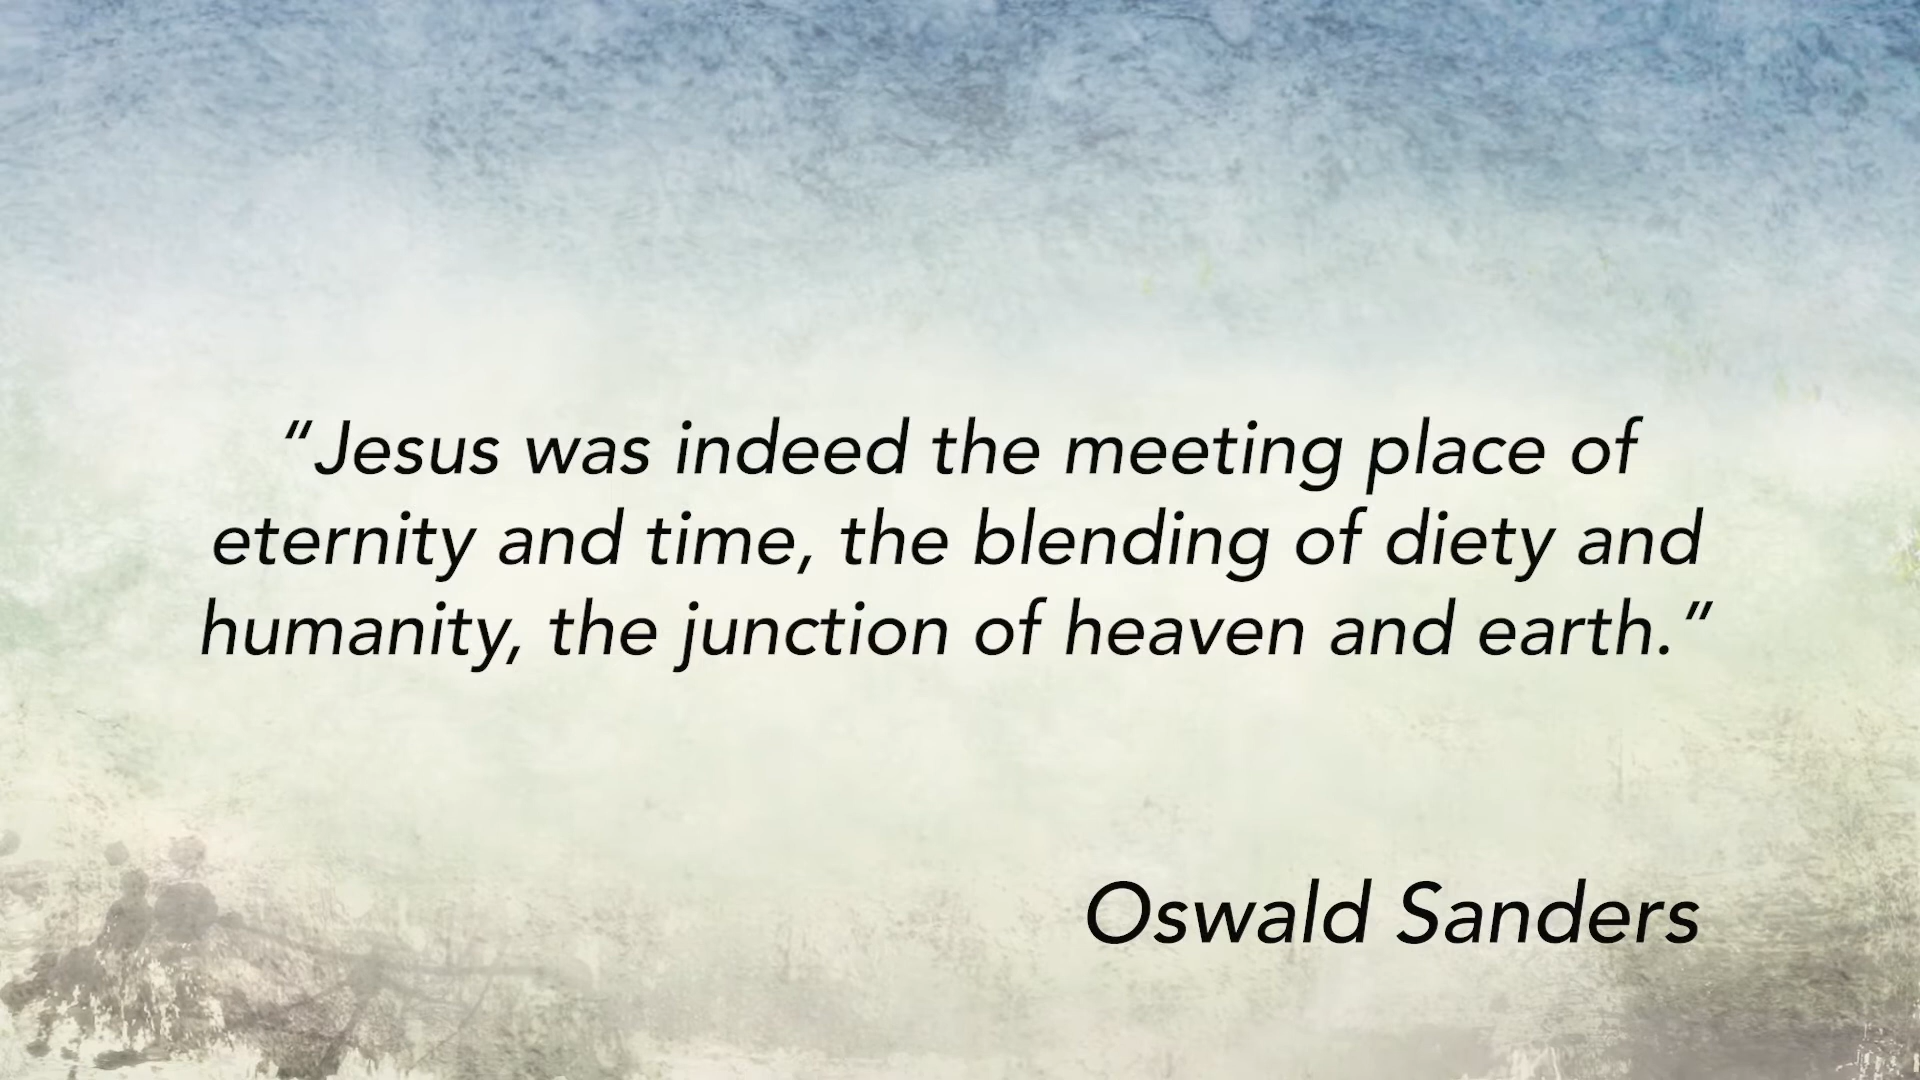 “Jesus was indeed the meeting place of
eternity and time, the blending of diety and
humanity, the junction of heaven and earth.”
Oswald Sanders